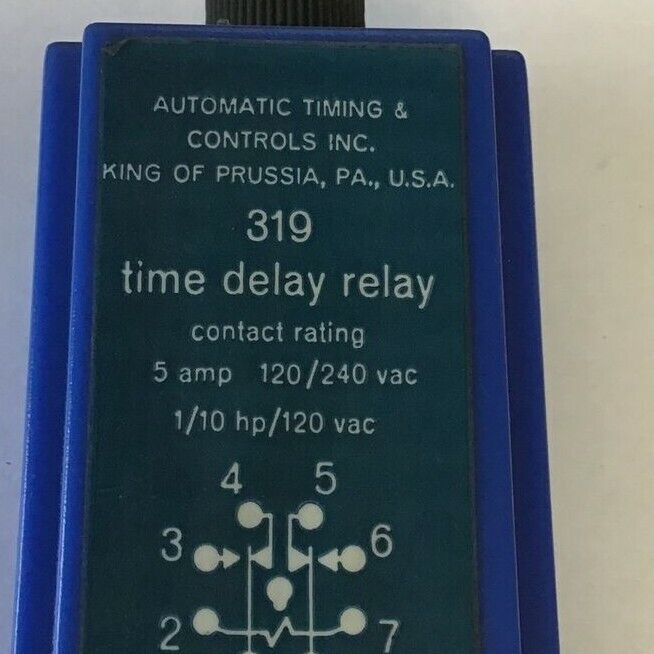 AUTOMATIC TIMING &
CONTROLS INC.
KING OF PRUSSIA, PA., U.S.A.
319
time delay relay
contact rating
5 amp 120/240 vac
1/10 hp/120 vac
4 5
3 6
2 7